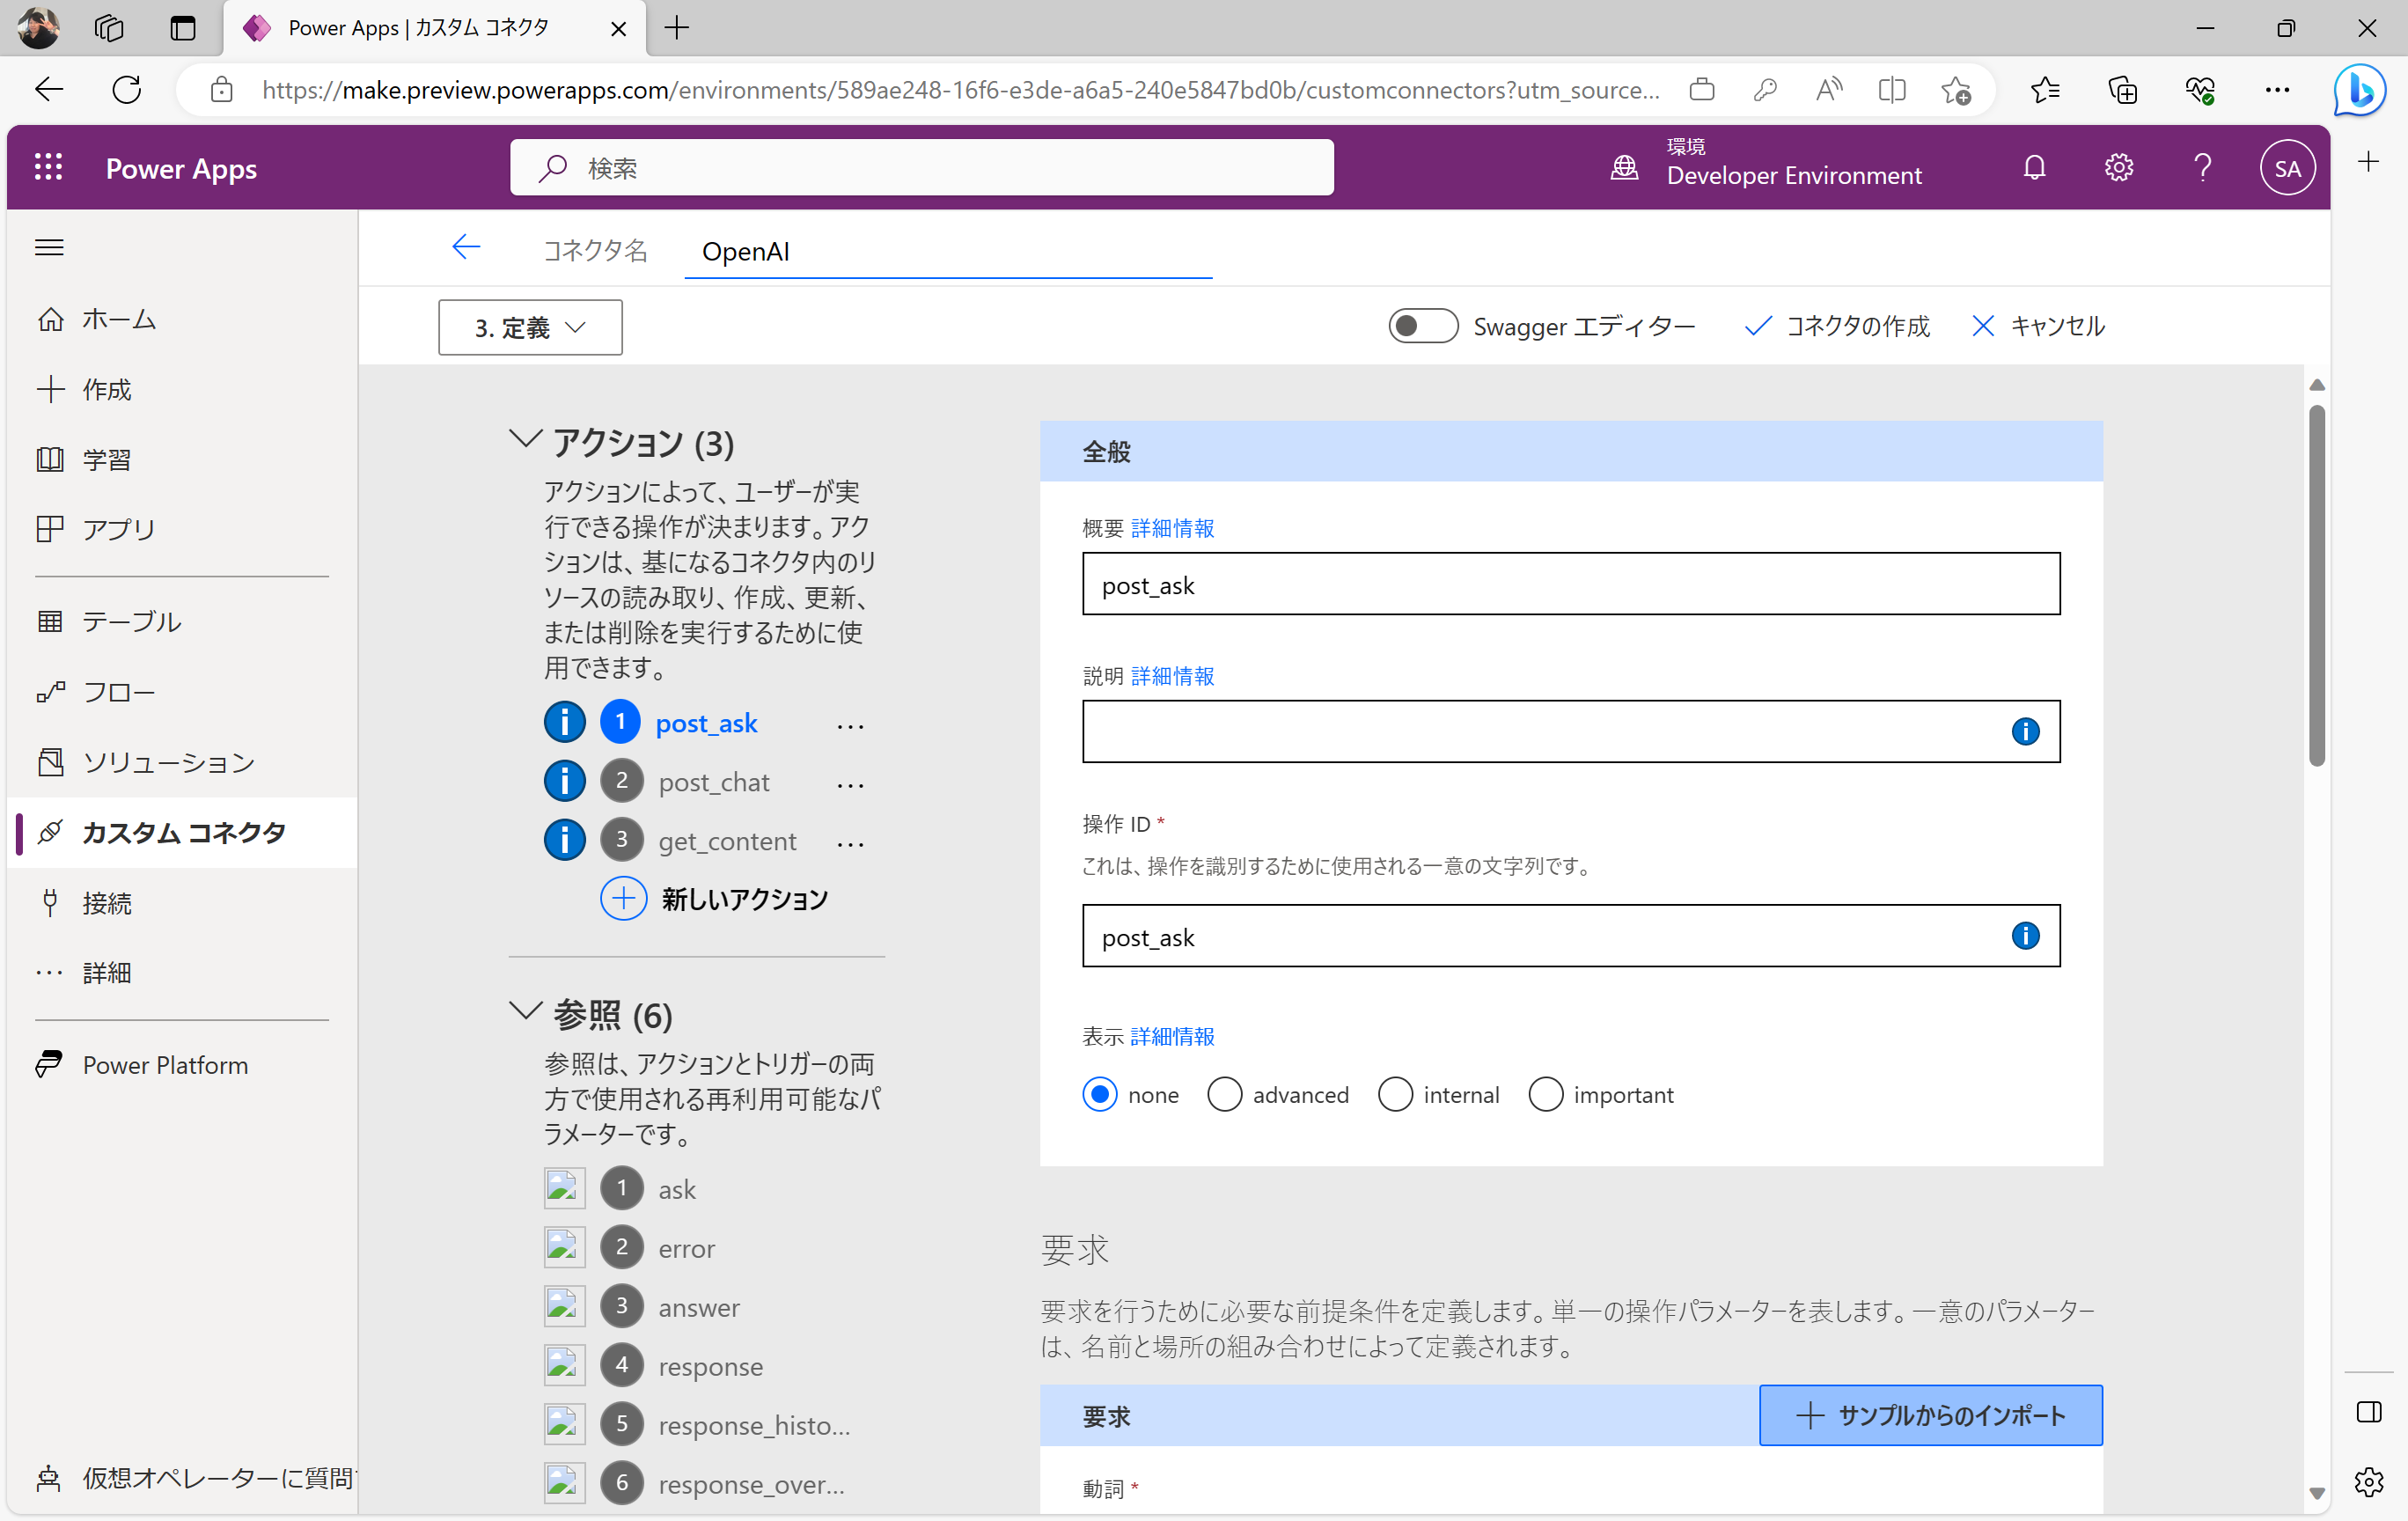 Power Apps | カスタム コネクタ
https://make.preview.powerapps.com/environments/589ae248-16f6-e3de-a6a5-240e5847bd0b/customconnectors?utm_source...
Power Apps
検索
環境
Developer Environment
SA
ホーム
作成
学習
アプリ
テーブル
フロー
ソリューション
カスタム コネクタ
接続
詳細
Power Platform
仮想オペレーターに質問
コネクタ名
OpenAI
3. 定義
Swagger エディター
コネクタの作成
キャンセル
アクション (3)
アクションによって、ユーザーが実
行できる操作が決まります。アク
ションは、基になるコネクタ内のリ
ソースの読み取り、作成、更新、
または削除を実行するために使
用できます。
1 post_ask ...
2 post_chat ...
3 get_content ...
新しいアクション
参照 (6)
参照は、アクションとトリガーの両
方で使用される再利用可能なパ
ラメーターです。
1 ask
2 error
3 answer
4 response
5 response_histo...
6 response_over...
全般
概要 詳細情報
post_ask
説明 詳細情報
操作 ID *
これは、操作を識別するために使用される一意の文字列です。
post_ask
表示 詳細情報
none advanced internal important
要求
要求を行うために必要な前提条件を定義します。単一の操作パラメーターを表します。一意のパラメーター
は、名前と場所の組み合わせによって定義されます。
要求
サンプルからのインポート
動詞 *